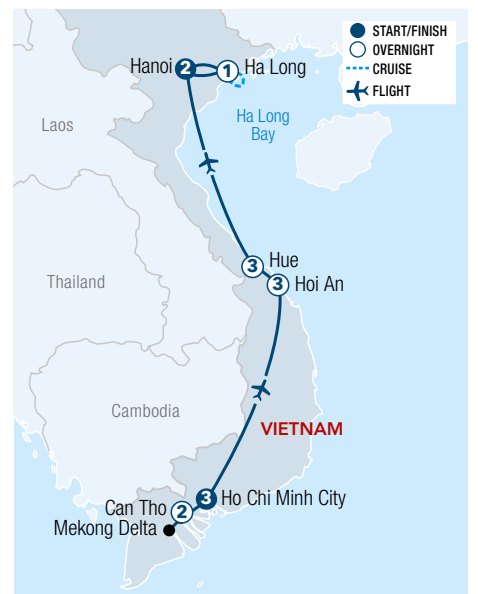 START/FINISH
OVERNIGHT
CRUISE
FLIGHT
Hanoi 2
1 Ha Long
Ha Long
Bay
Laos
3 Hue
3 Hoi An
Thailand
Cambodia
VIETNAM
3 Ho Chi Minh City
Can Tho 2
Mekong Delta